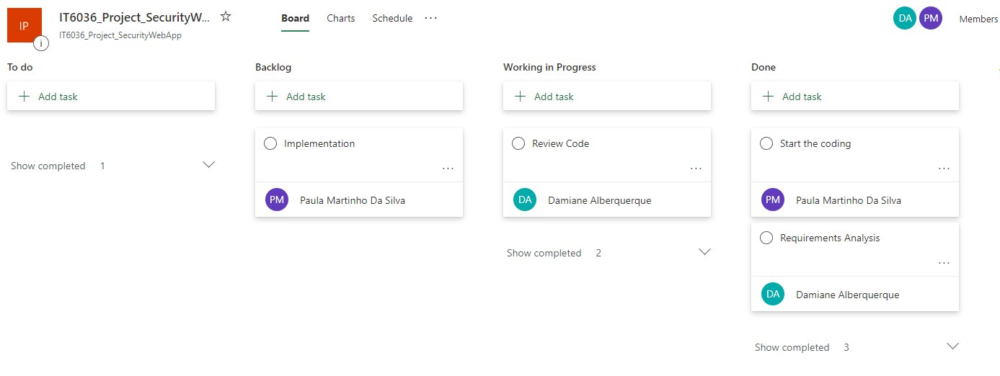 IP
i
IT6036_Project_SecurityW...
IT6036_Project_SecurityWebApp
Board Charts Schedule ...
DA PM Members
To do
Add task
Show completed 1
Backlog
Add task
Implementation
PM Paula Martinho Da Silva
Working in Progress
Add task
Review Code
DA Damiane Alberquerque
Show completed 2
Done
Add task
Start the coding
PM Paula Martinho Da Silva
Requirements Analysis
DA Damiane Alberquerque
Show completed 3